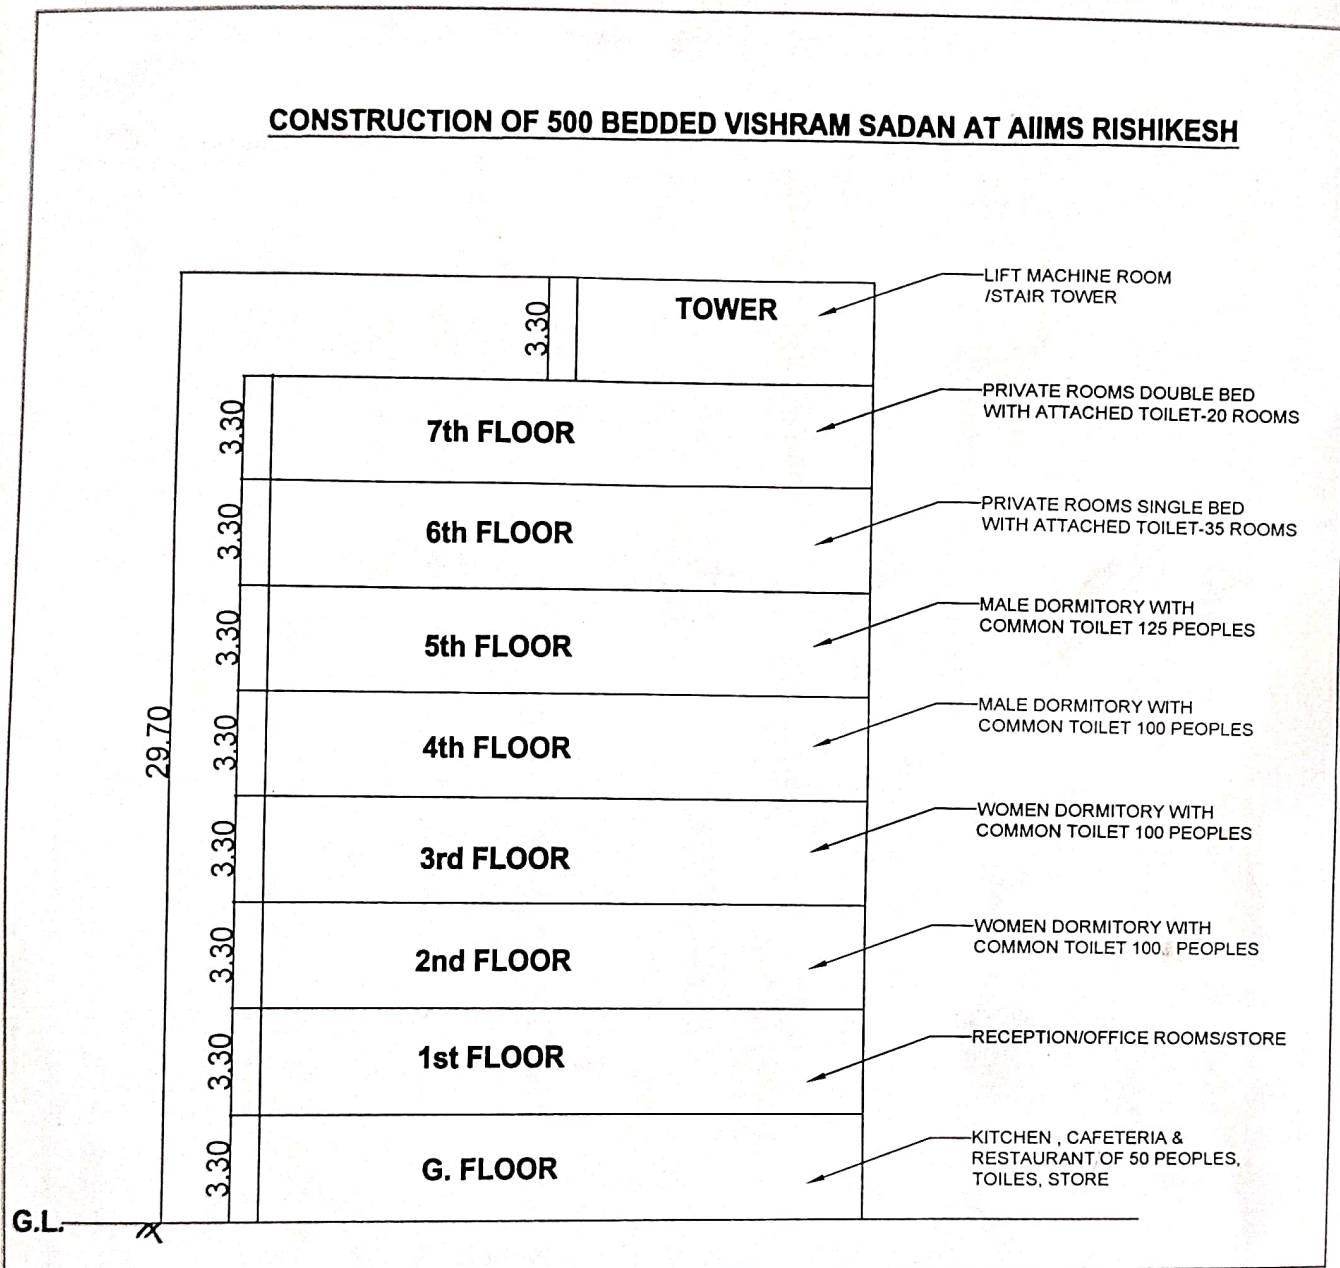 CONSTRUCTION OF 500 BEDDED VISHRAM SADAN AT AIIMS RISHIKESH
LIFT MACHINE ROOM
/STAIR TOWER
TOWER
3.30
PRIVATE ROOMS DOUBLE BED
WITH ATTACHED TOILET-20 ROOMS
7th FLOOR
3.30
PRIVATE ROOMS SINGLE BED
WITH ATTACHED TOILET-35 ROOMS
6th FLOOR
3.30
MALE DORMITORY WITH
COMMON TOILET 125 PEOPLES
5th FLOOR
3.30
MALE DORMITORY WITH
COMMON TOILET 100 PEOPLES
4th FLOOR
3.30
29.70
WOMEN DORMITORY WITH
COMMON TOILET 100 PEOPLES
3rd FLOOR
3.30
WOMEN DORMITORY WITH
COMMON TOILET 100. PEOPLES
2nd FLOOR
3.30
RECEPTION/OFFICE ROOMS/STORE
1st FLOOR
3.30
KITCHEN , CAFETERIA &
RESTAURANT OF 50 PEOPLES,
TOILES, STORE
G. FLOOR
3.30
G.L.